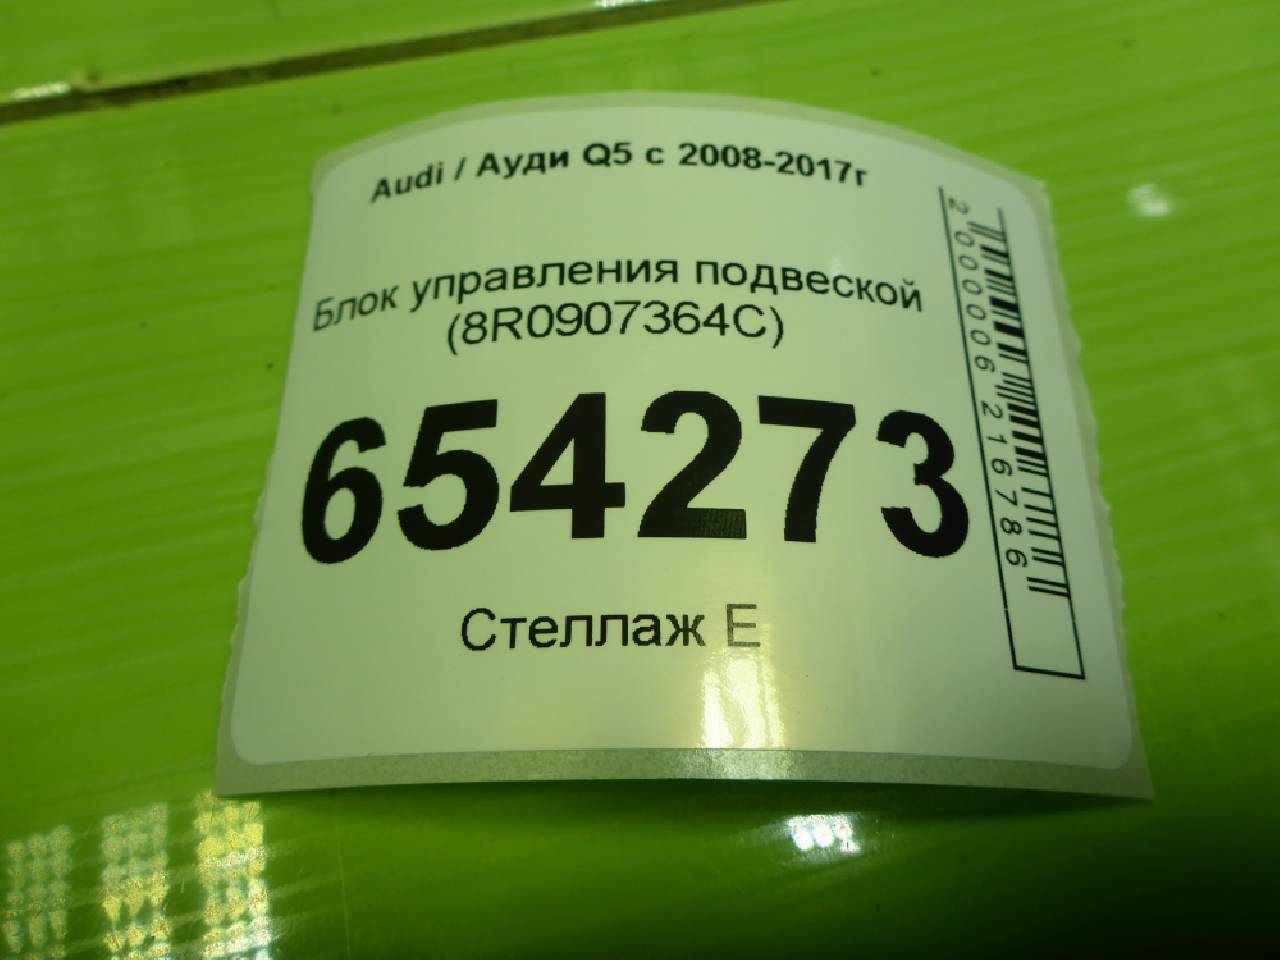 Audi / Ауди Q5 с 2008-2017г
Блок управления подвеской
(8R0907364C)
654273
Стеллаж Е
2000006216786